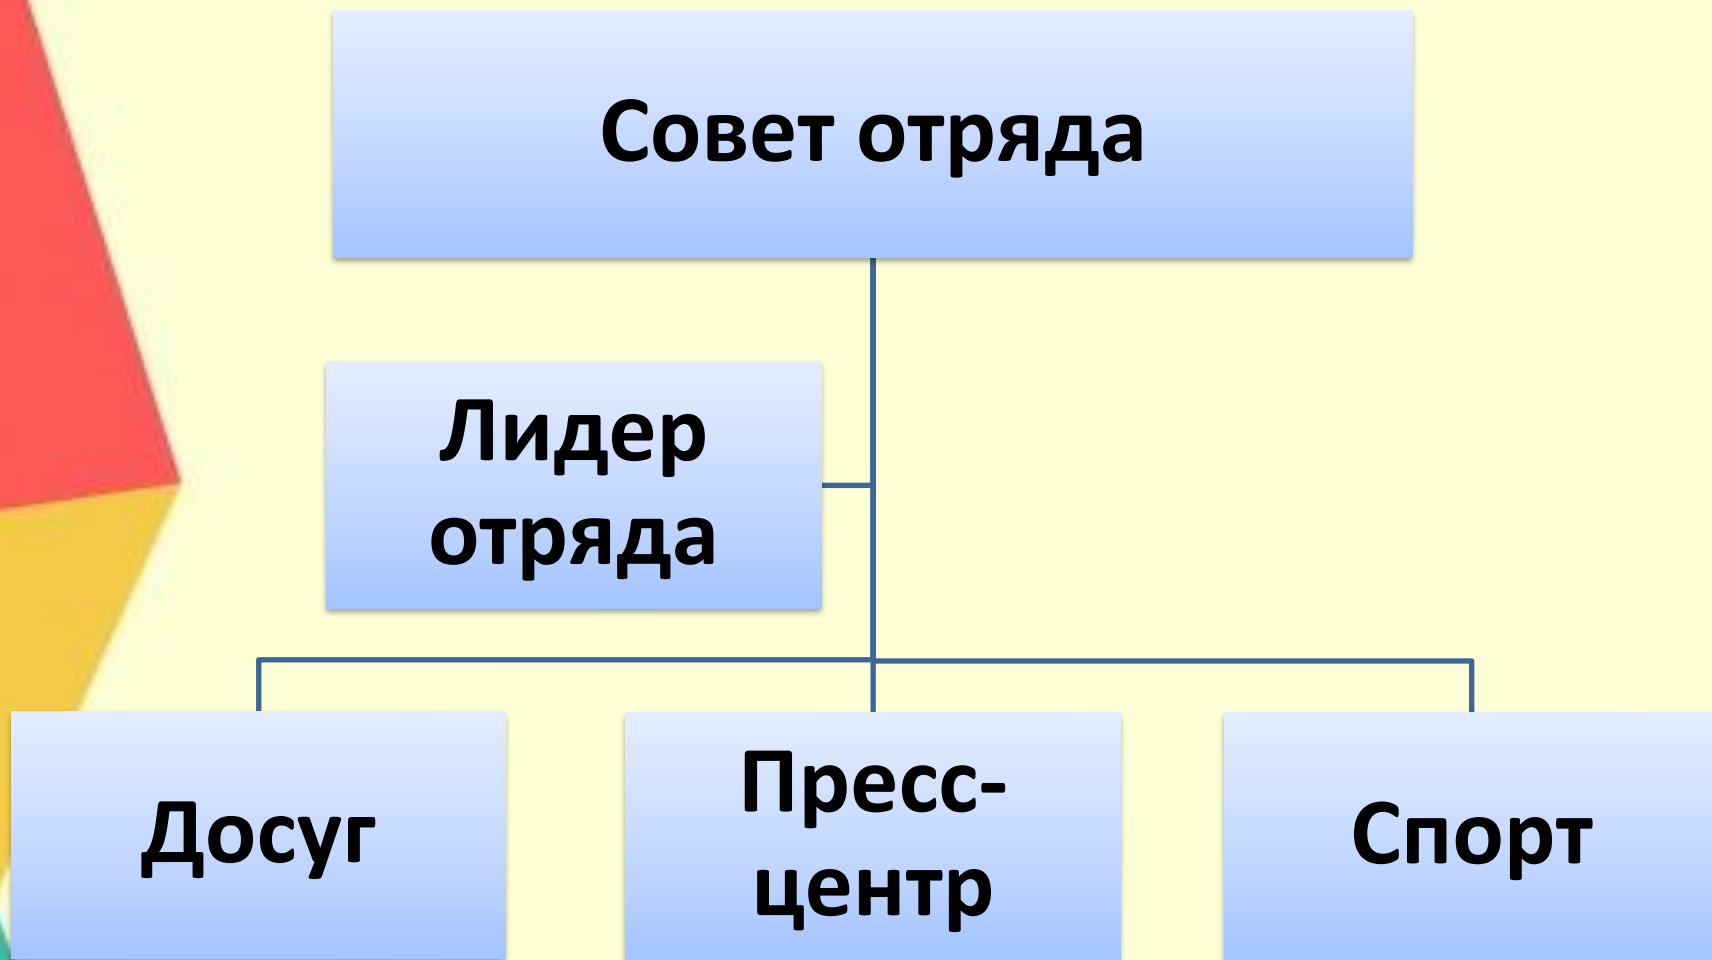 Совет отряда
Лидер
отряда
Досуг
Пресс-
центр
Спорт